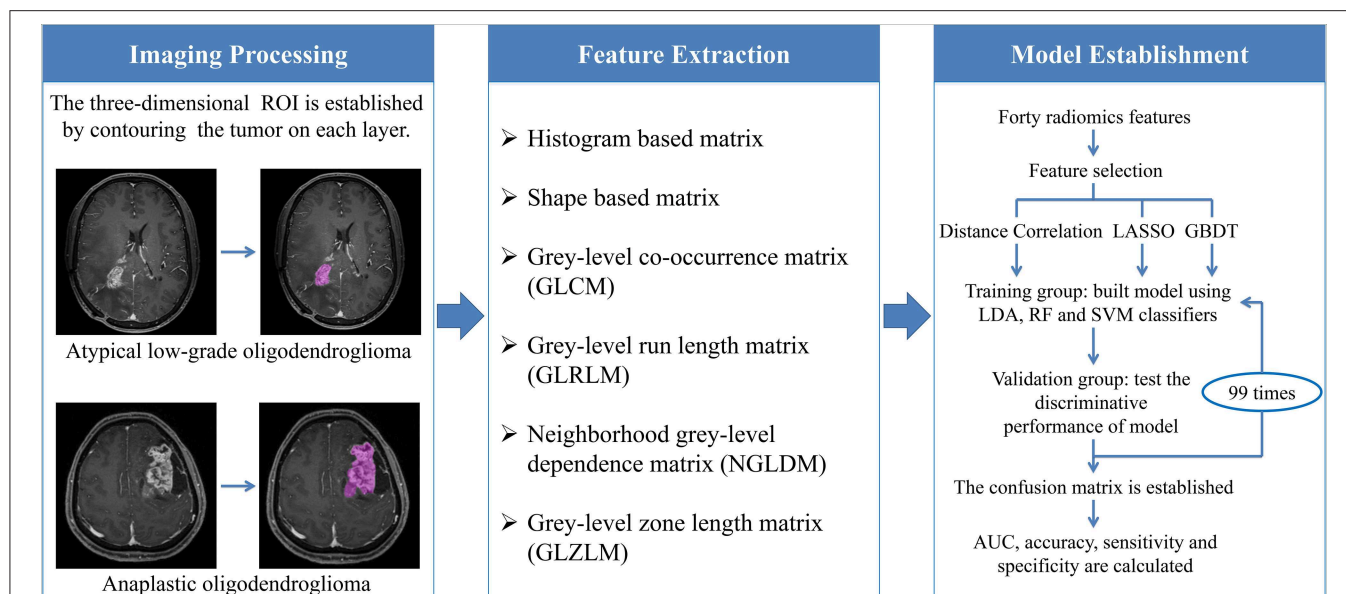 Imaging Processing
The three-dimensional ROI is established
by contouring the tumor on each layer.
Atypical low-grade oligodendroglioma
Anaplastic oligodendroglioma
Feature Extraction
➢ Histogram based matrix
➢ Shape based matrix
➢ Grey-level co-occurrence matrix
(GLCM)
➢ Grey-level run length matrix
(GLRLM)
➢ Neighborhood grey-level
dependence matrix (NGLDM)
➢ Grey-level zone length matrix
(GLZLM)
Model Establishment
Forty radiomics features
Feature selection
Distance Correlation LASSO GBDT
Training group: built model using
LDA, RF and SVM classifiers
Validation group: test the
discriminative
performance of model
99 times
The confusion matrix is established
AUC, accuracy, sensitivity and
specificity are calculated